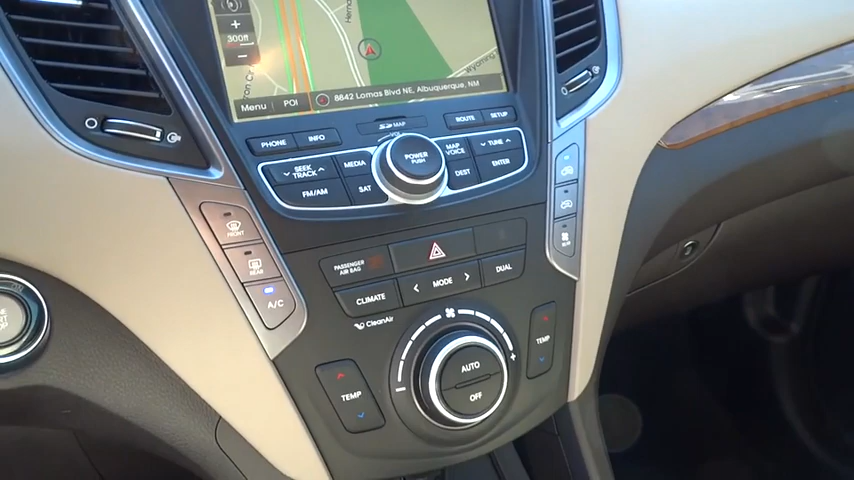 300ft
Menu
POI
8842 Lomas Blvd NE, Albuquerque, NM
Wyoming
MAP
PHONE
INFO
ROUTE
SETUP
VOL
POWER
PUSH
SEEK
TRACK
MEDIA
MAP
VOICE
TUNE
FM/AM
SAT
DEST
ENTER
FRONT
REAR
A/C
PASSENGER
AIR BAG
MODE
DUAL
CLIMATE
CleanAir
AUTO
OFF
TEMP
TEMP